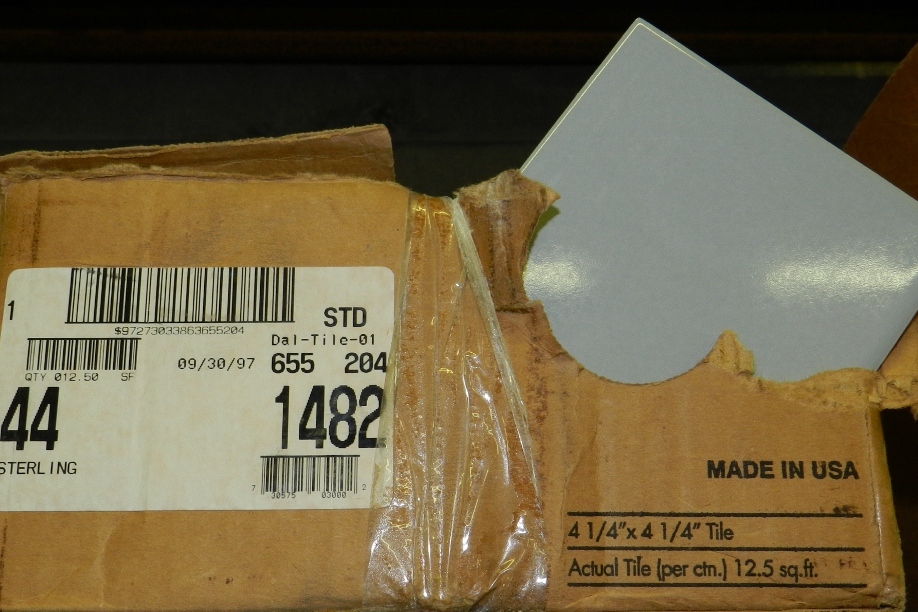 1
$97273033863655204
STD
Dal-Tile-01
QTY 012.50 SF
09/30/97 655 204
44
1482
STERLING
7 30575 03000 2
MADE IN USA
4 1/4”x 4 1/4” Tile
Actual Tile (per ctn.) 12.5 sq.ft.